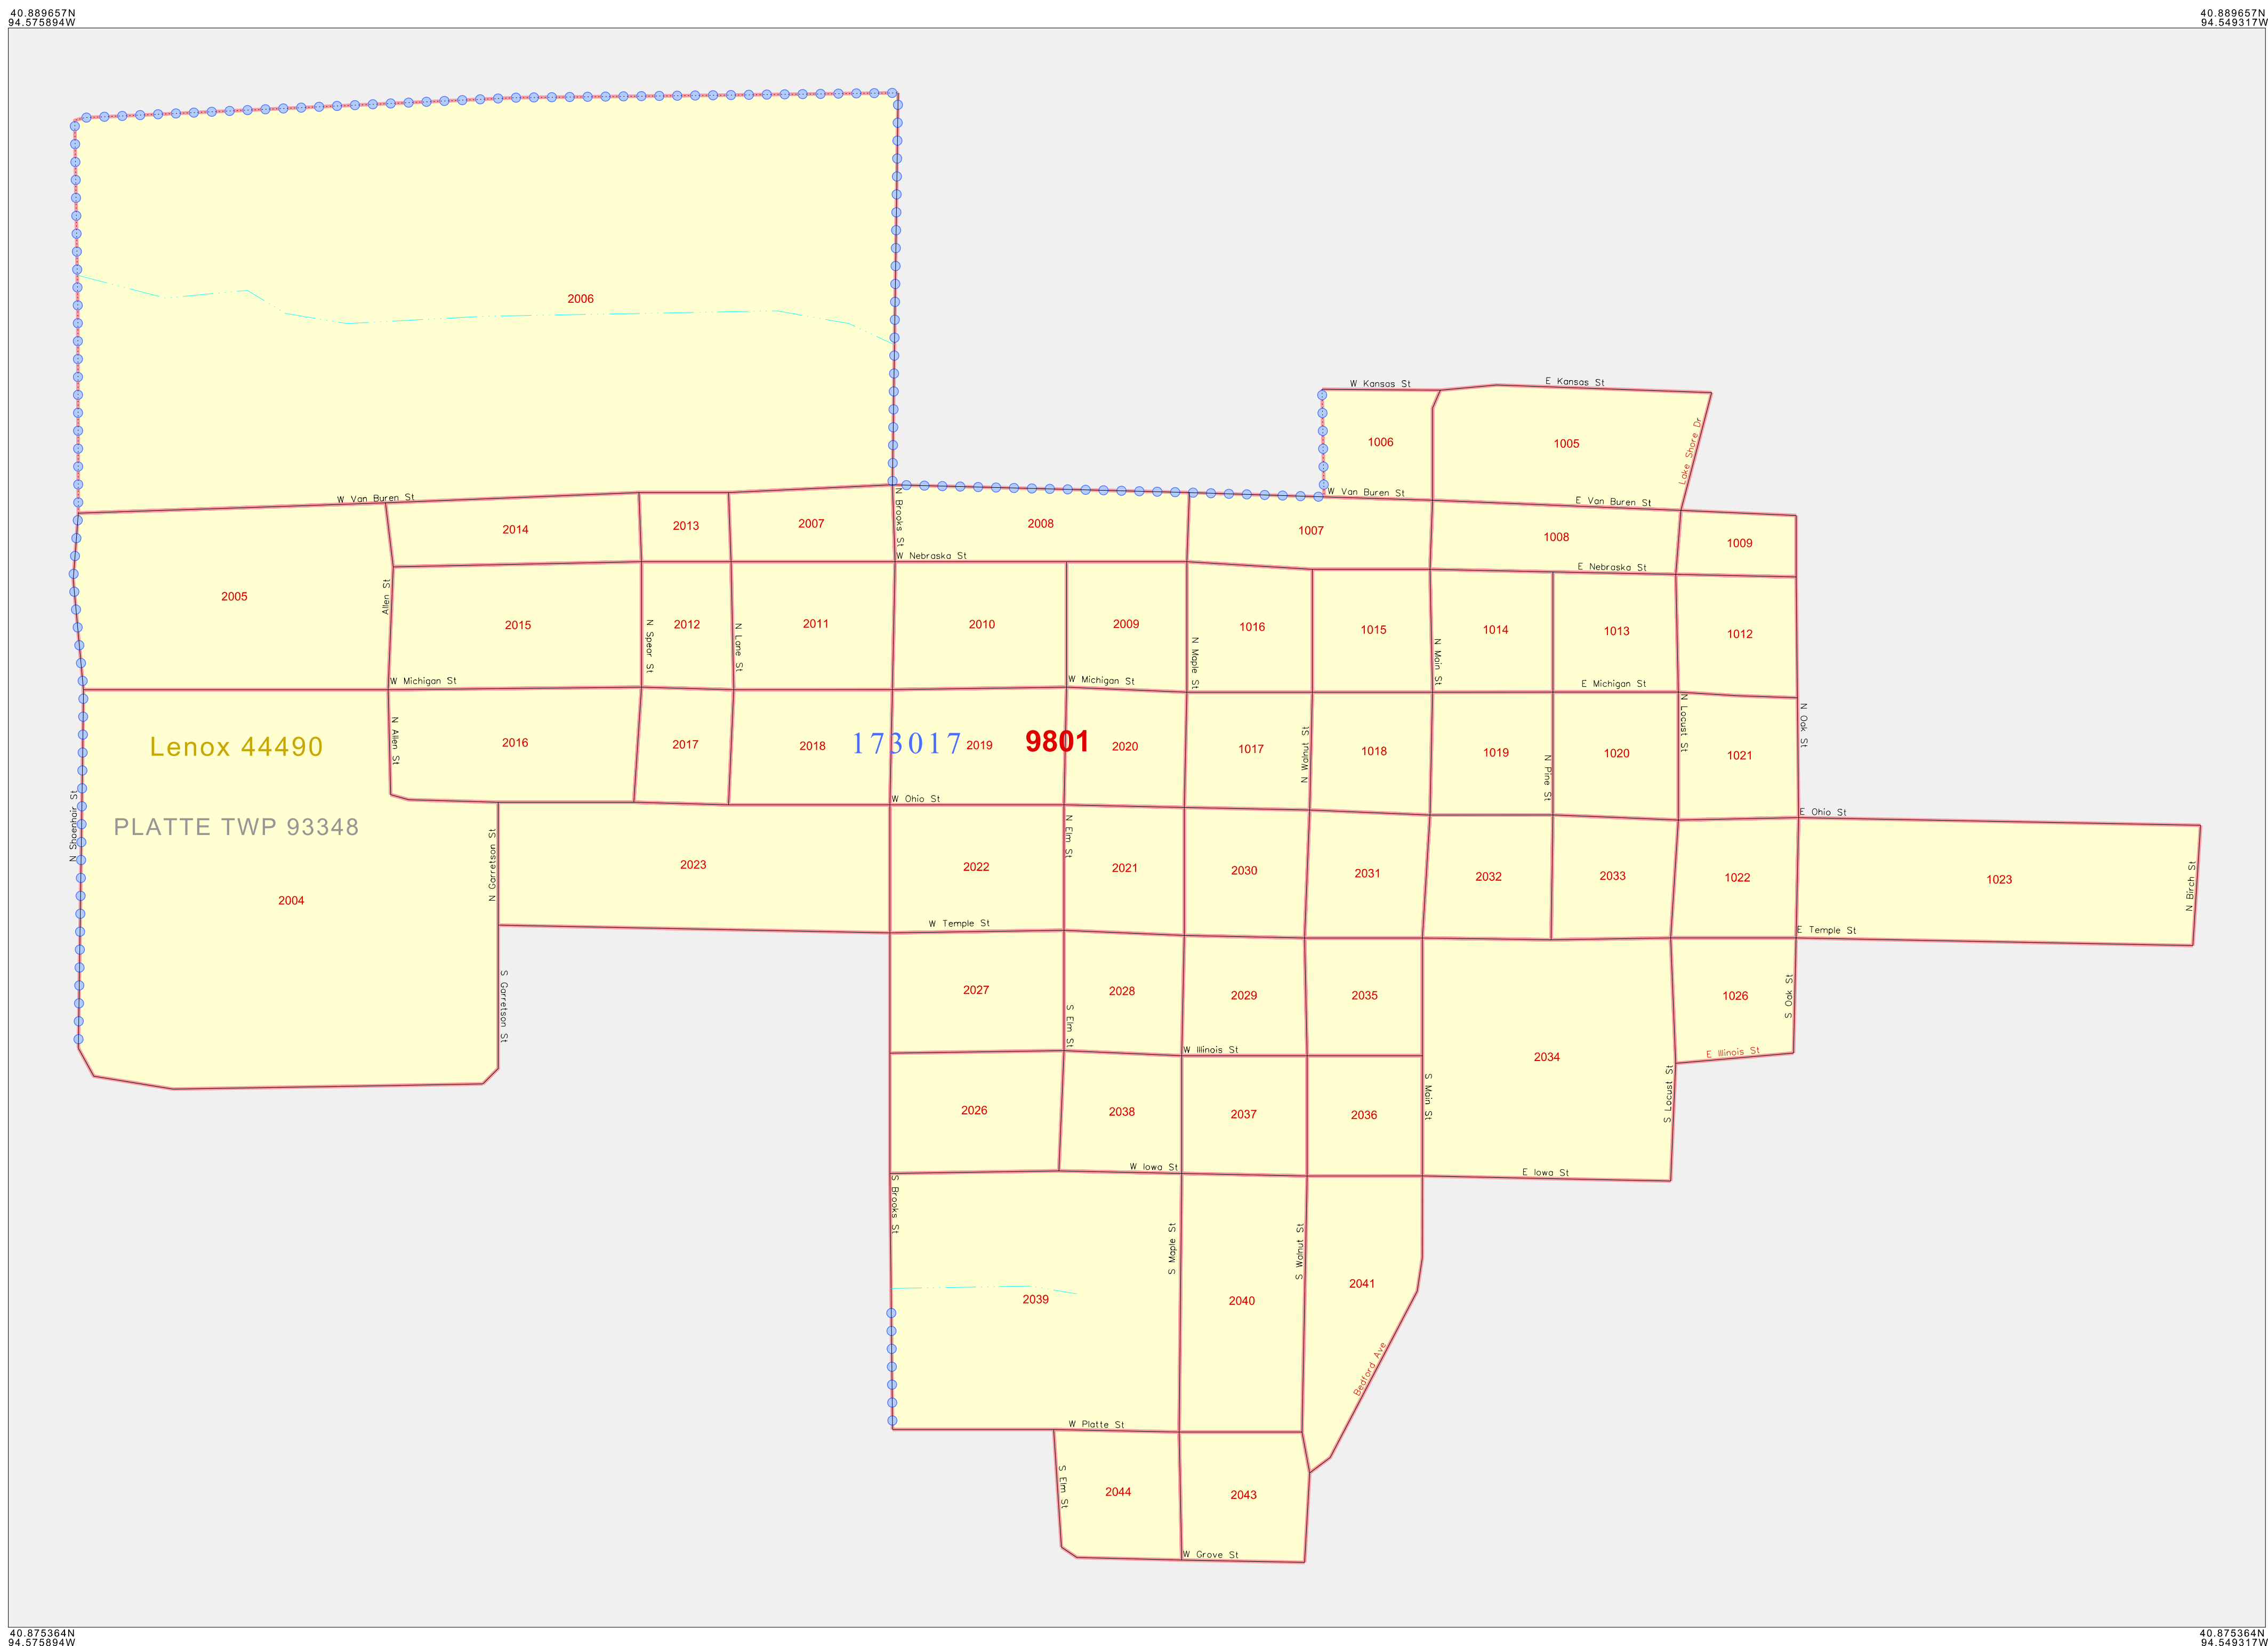 40.889657N
94.575894W
40.889657N
94.549317W
2006
W Kansas St
E Kansas St
1006
1005
Lake Shore Dr
W Van Buren St
W Van Buren St
E Van Buren St
2014
2013
2007
N Brooks St
2008
1007
1008
1009
W Nebraska St
E Nebraska St
2005
Allen St
2015
N Spear St
2012
N Lane St
2011
2010
2009
N Maple St
1016
1015
N Main St
1014
1013
1012
W Michigan St
W Michigan St
E Michigan St
Lenox 44490
N Allen St
2016
2017
2018
173017
2019
9801
2020
1017
N Walnut St
1018
1019
N Pine St
1020
N Locust St
1021
N Oak St
W Ohio St
E Ohio St
N Shoenhair St
PLATTE TWP 93348
2004
N Garretson St
2023
2022
N Elm St
2021
2030
2031
2032
2033
1022
1023
N Birch St
W Temple St
E Temple St
S Garretson St
2027
S Elm St
2028
2029
2035
2034
1026
S Oak St
W Illinois St
E Illinois St
2026
2038
2037
2036
S Main St
S Locust St
W Iowa St
E Iowa St
S Brooks St
2039
S Maple St
2040
S Walnut St
2041
Bedford Ave
W Platte St
S Elm St
2044
2043
W Grove St
40.875364N
94.575894W
40.875364N
94.549317W